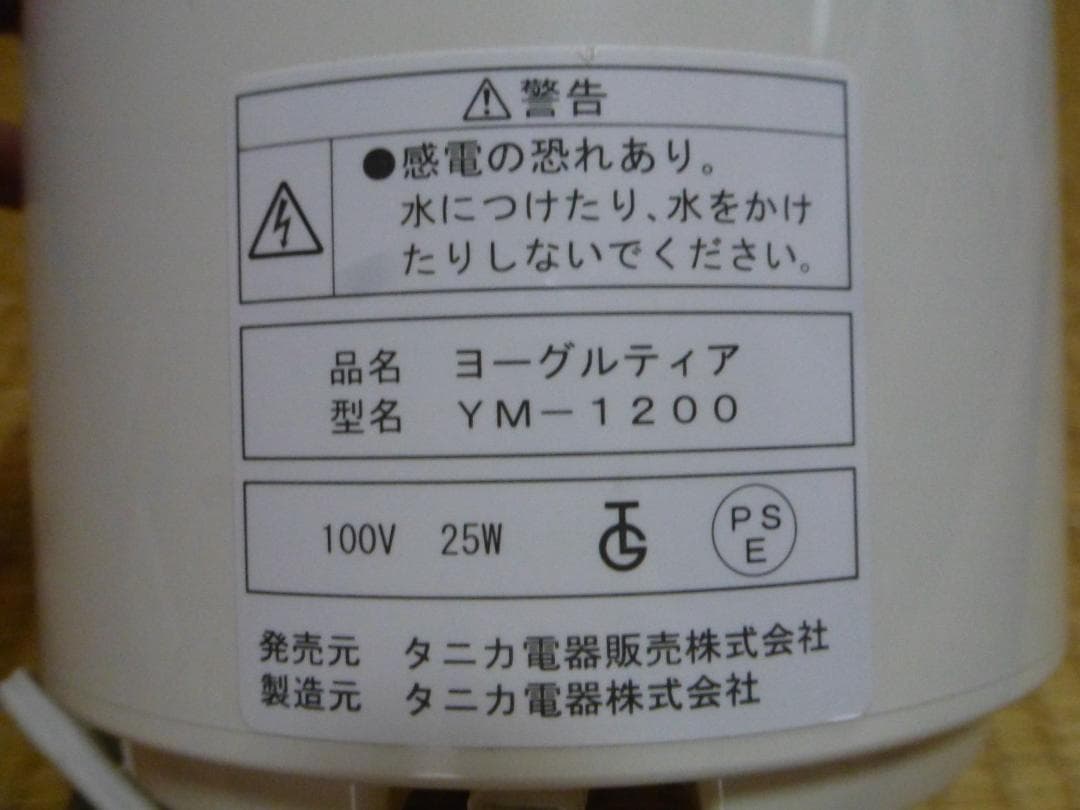 警告
●感電の恐れあり。
水につけたり、水をかけ
たりしないでください。
品名 ヨーグルティア
型名 ＹＭ－１２００
100V 25W PSE
発売元 タニカ電器販売株式会社
製造元 タニカ電器株式会社